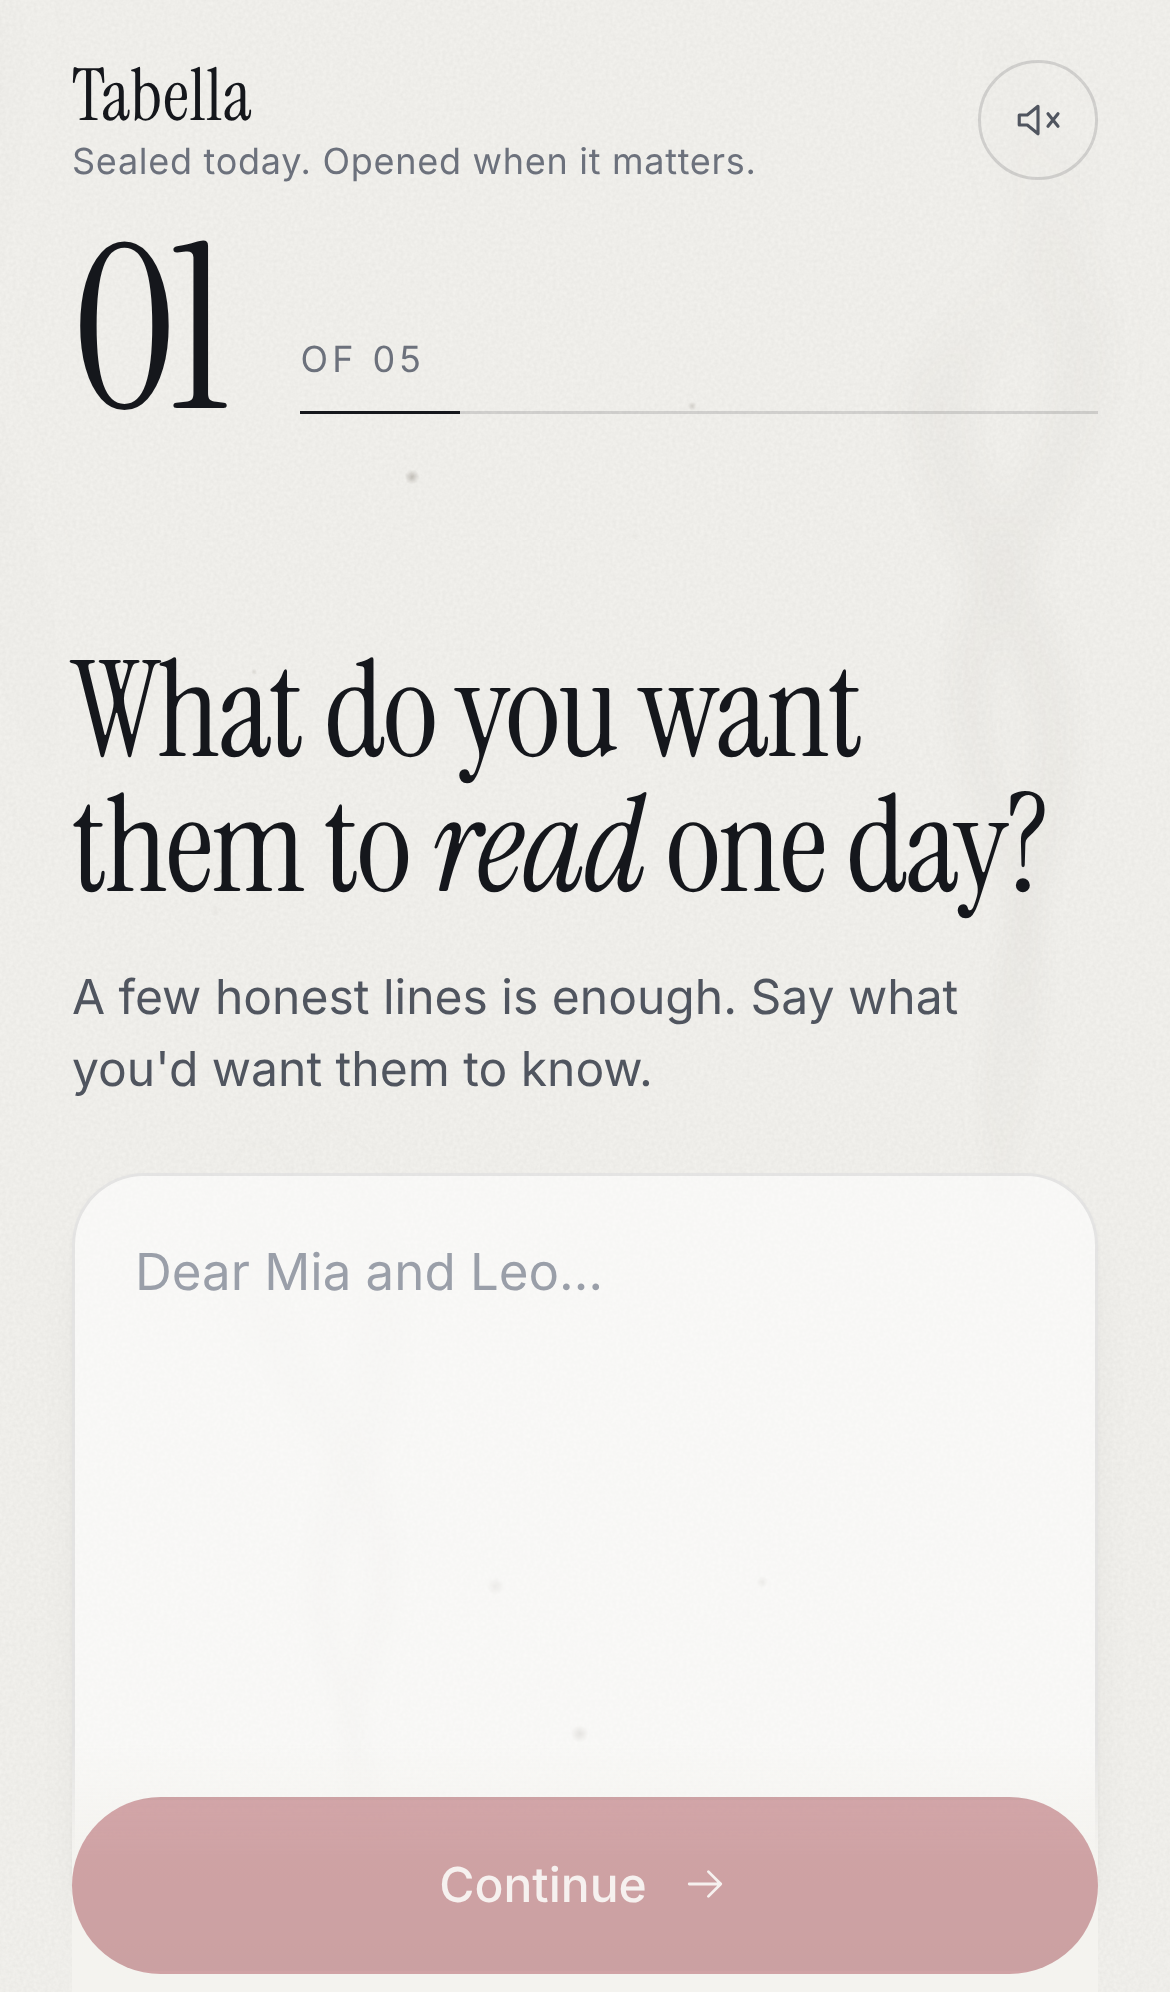 Tabella
Sealed today. Opened when it matters.
01
OF 05
What do you want
them to read one day?
A few honest lines is enough. Say what
you'd want them to know.
Dear Mia and Leo...
Continue →